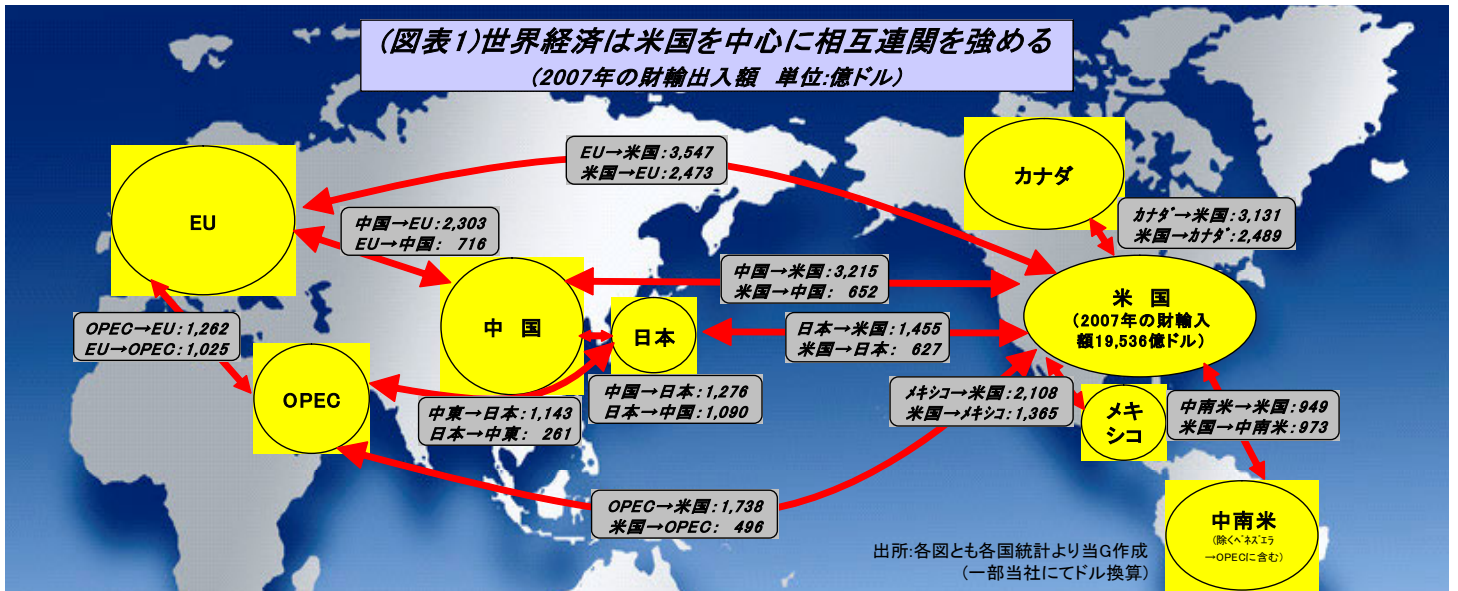 (図表1)世界経済は米国を中心に相互連関を強める
(2007年の財輸出入額　単位:億ドル)
EU→米国:3,547
米国→EU:2,473
カナダ
EU
中国→EU:2,303
EU→中国: 716
ｶﾅﾀﾞ→米国:3,131
米国→ｶﾅﾀﾞ:2,489
中国→米国:3,215
米国→中国: 652
米　国
(2007年の財輸入
額19,536億ドル)
中　国
日本
日本→米国:1,455
米国→日本: 627
OPEC→EU:1,262
EU→OPEC:1,025
OPEC
中国→日本:1,276
日本→中国:1,090
中東→日本:1,143
日本→中東: 261
ﾒｷｼｺ→米国:2,108
米国→ﾒｷｼｺ:1,365
メキ
シコ
中南米→米国:949
米国→中南米:973
OPEC→米国:1,738
米国→OPEC: 496
中南米
(除くﾍﾞﾈｽﾞｴﾗ
→OPECに含む)
出所:各図とも各国統計より当G作成
(一部当社にてドル換算)